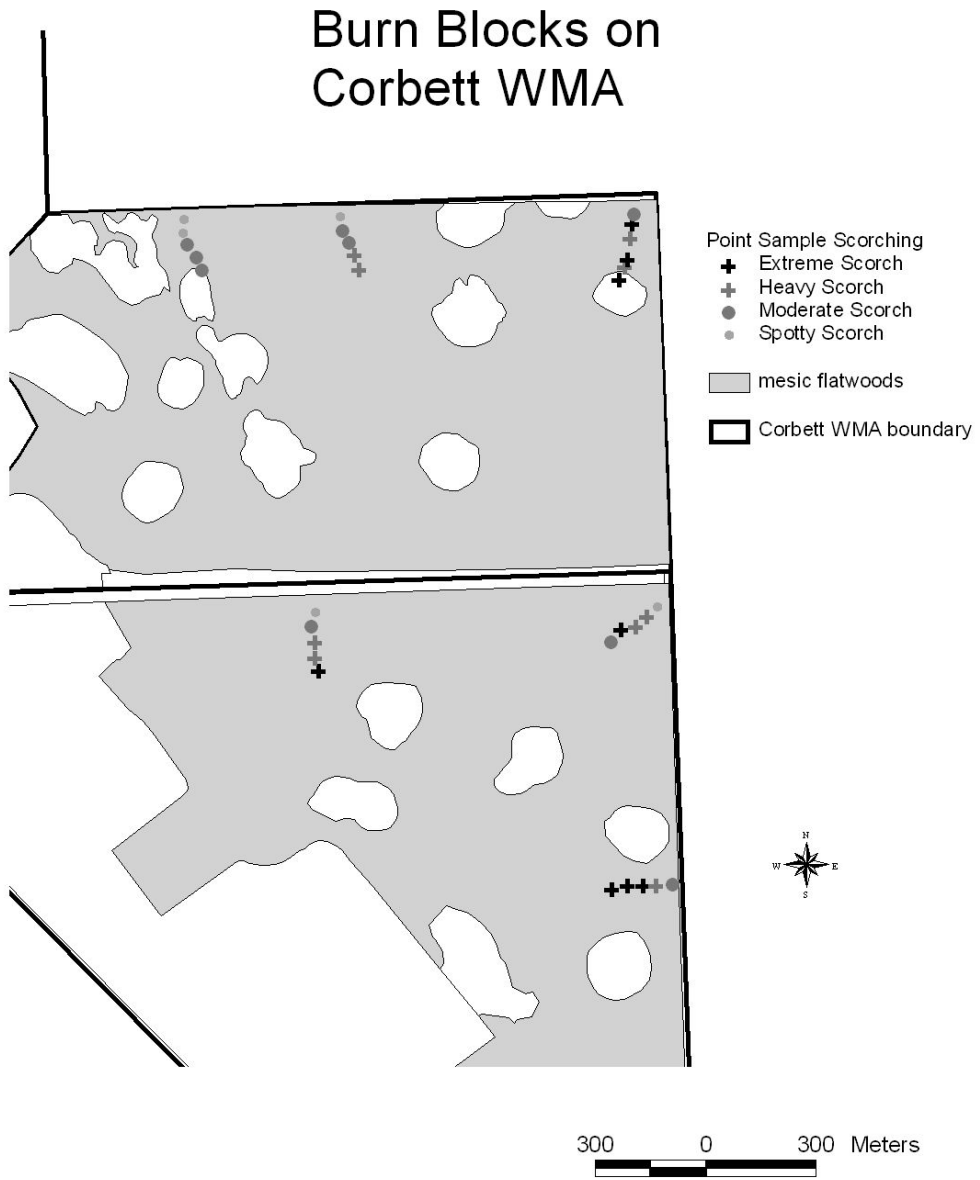 Burn Blocks on
Corbett WMA
Point Sample Scorching
Extreme Scorch
Heavy Scorch
Moderate Scorch
Spotty Scorch
mesic flatwoods
Corbett WMA boundary
N
W E
S
300 0 300 Meters